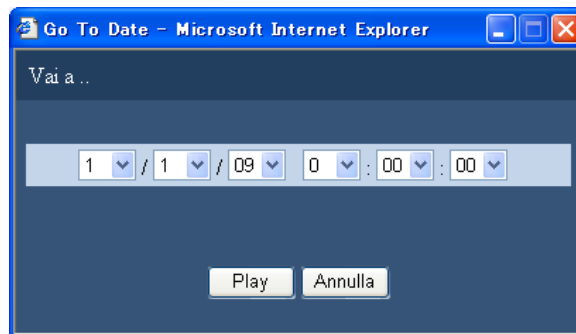 Go To Date - Microsoft Internet Explorer
Vai a ..
1 / 1 / 09 0 : 00 : 00
Play Annulla